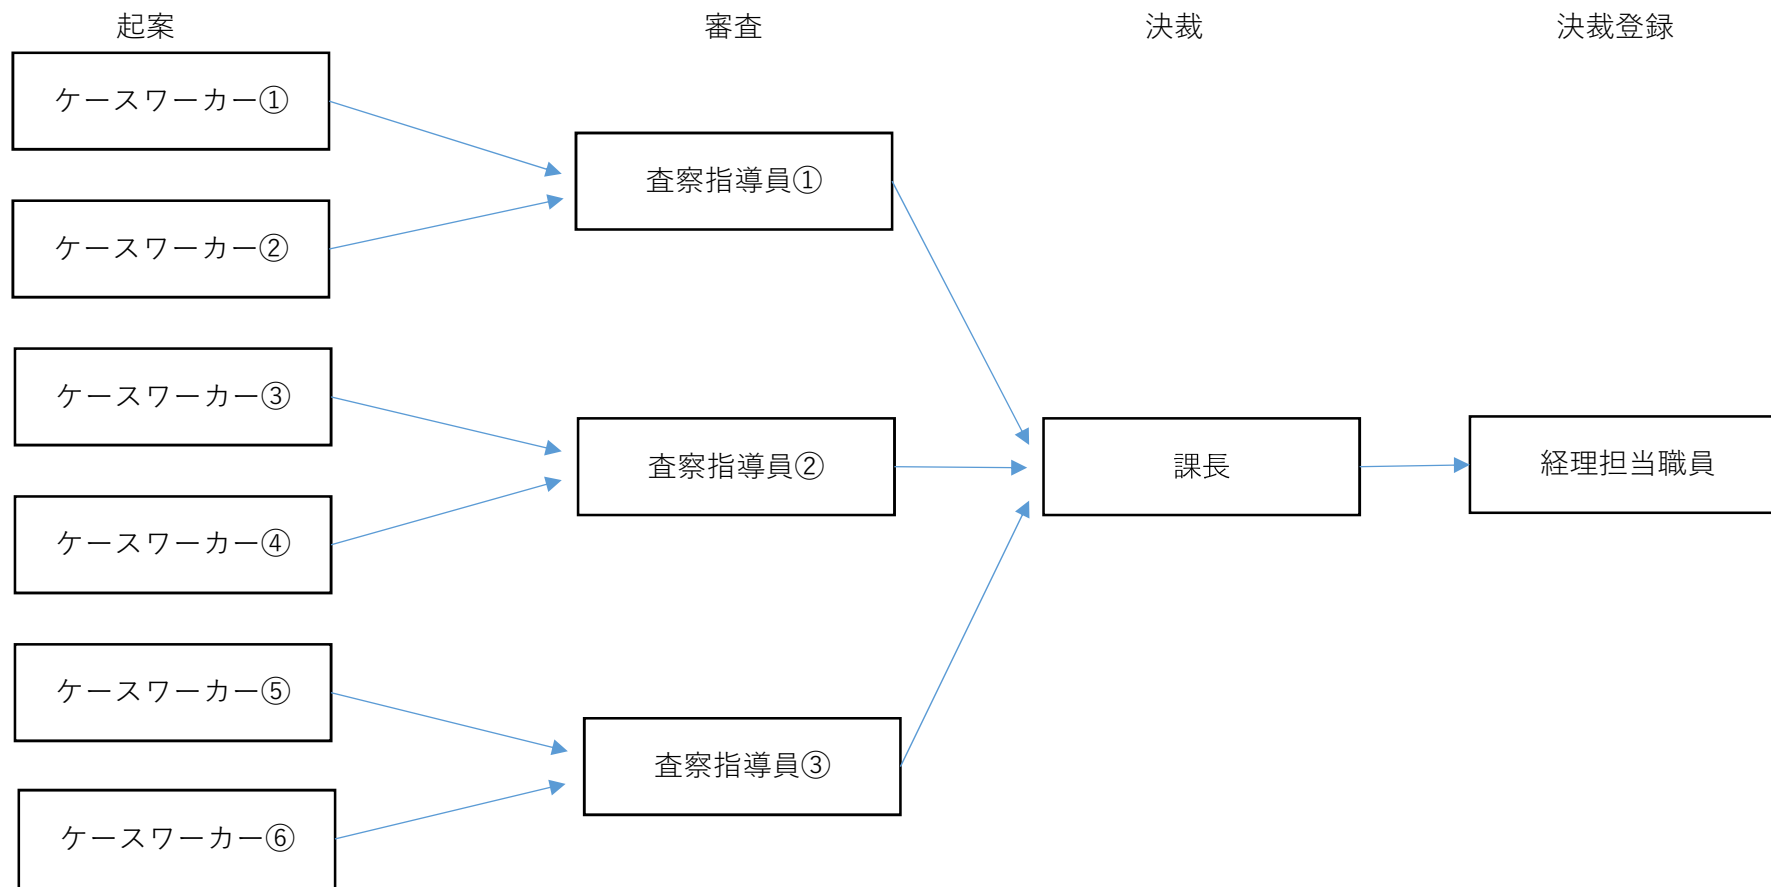 起案
審査
決裁
決裁登録
ケースワーカー①
ケースワーカー②
ケースワーカー③
ケースワーカー④
ケースワーカー⑤
ケースワーカー⑥
査察指導員①
査察指導員②
査察指導員③
課長
経理担当職員